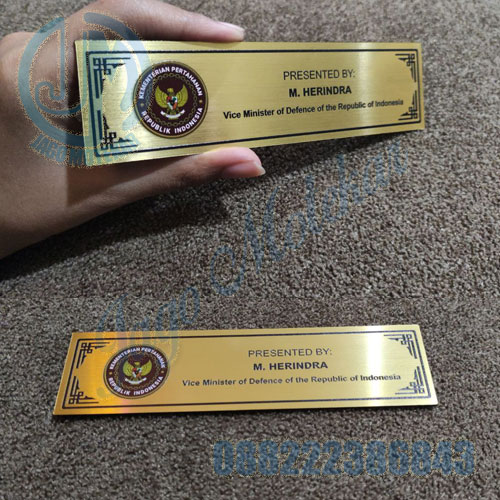 KEMENTERIAN PERTAHANAN
REPUBLIK INDONESIA
PRESENTED BY:
M. HERINDRA
Vice Minister of Defence of the Republic of Indonesia
KEMENTERIAN PERTAHANAN
REPUBLIK INDONESIA
PRESENTED BY:
M. HERINDRA
Vice Minister of Defence of the Republic of Indonesia